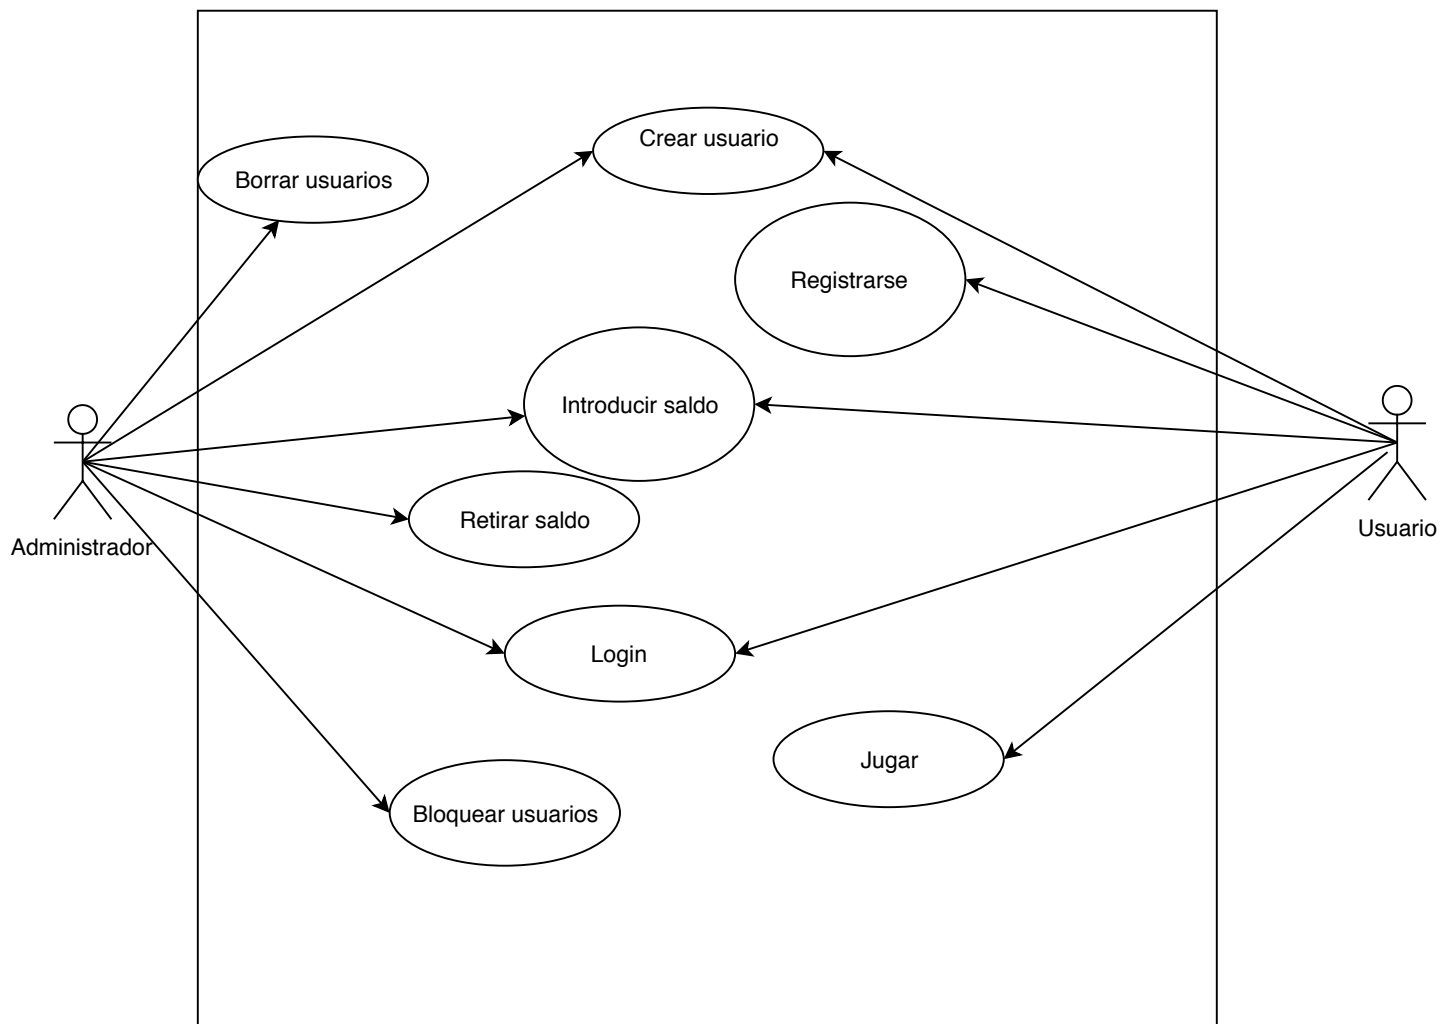 Crear usuario
Borrar usuarios
Registrarse
Introducir saldo
Retirar saldo
Administrador
Usuario
Login
Jugar
Bloquear usuarios